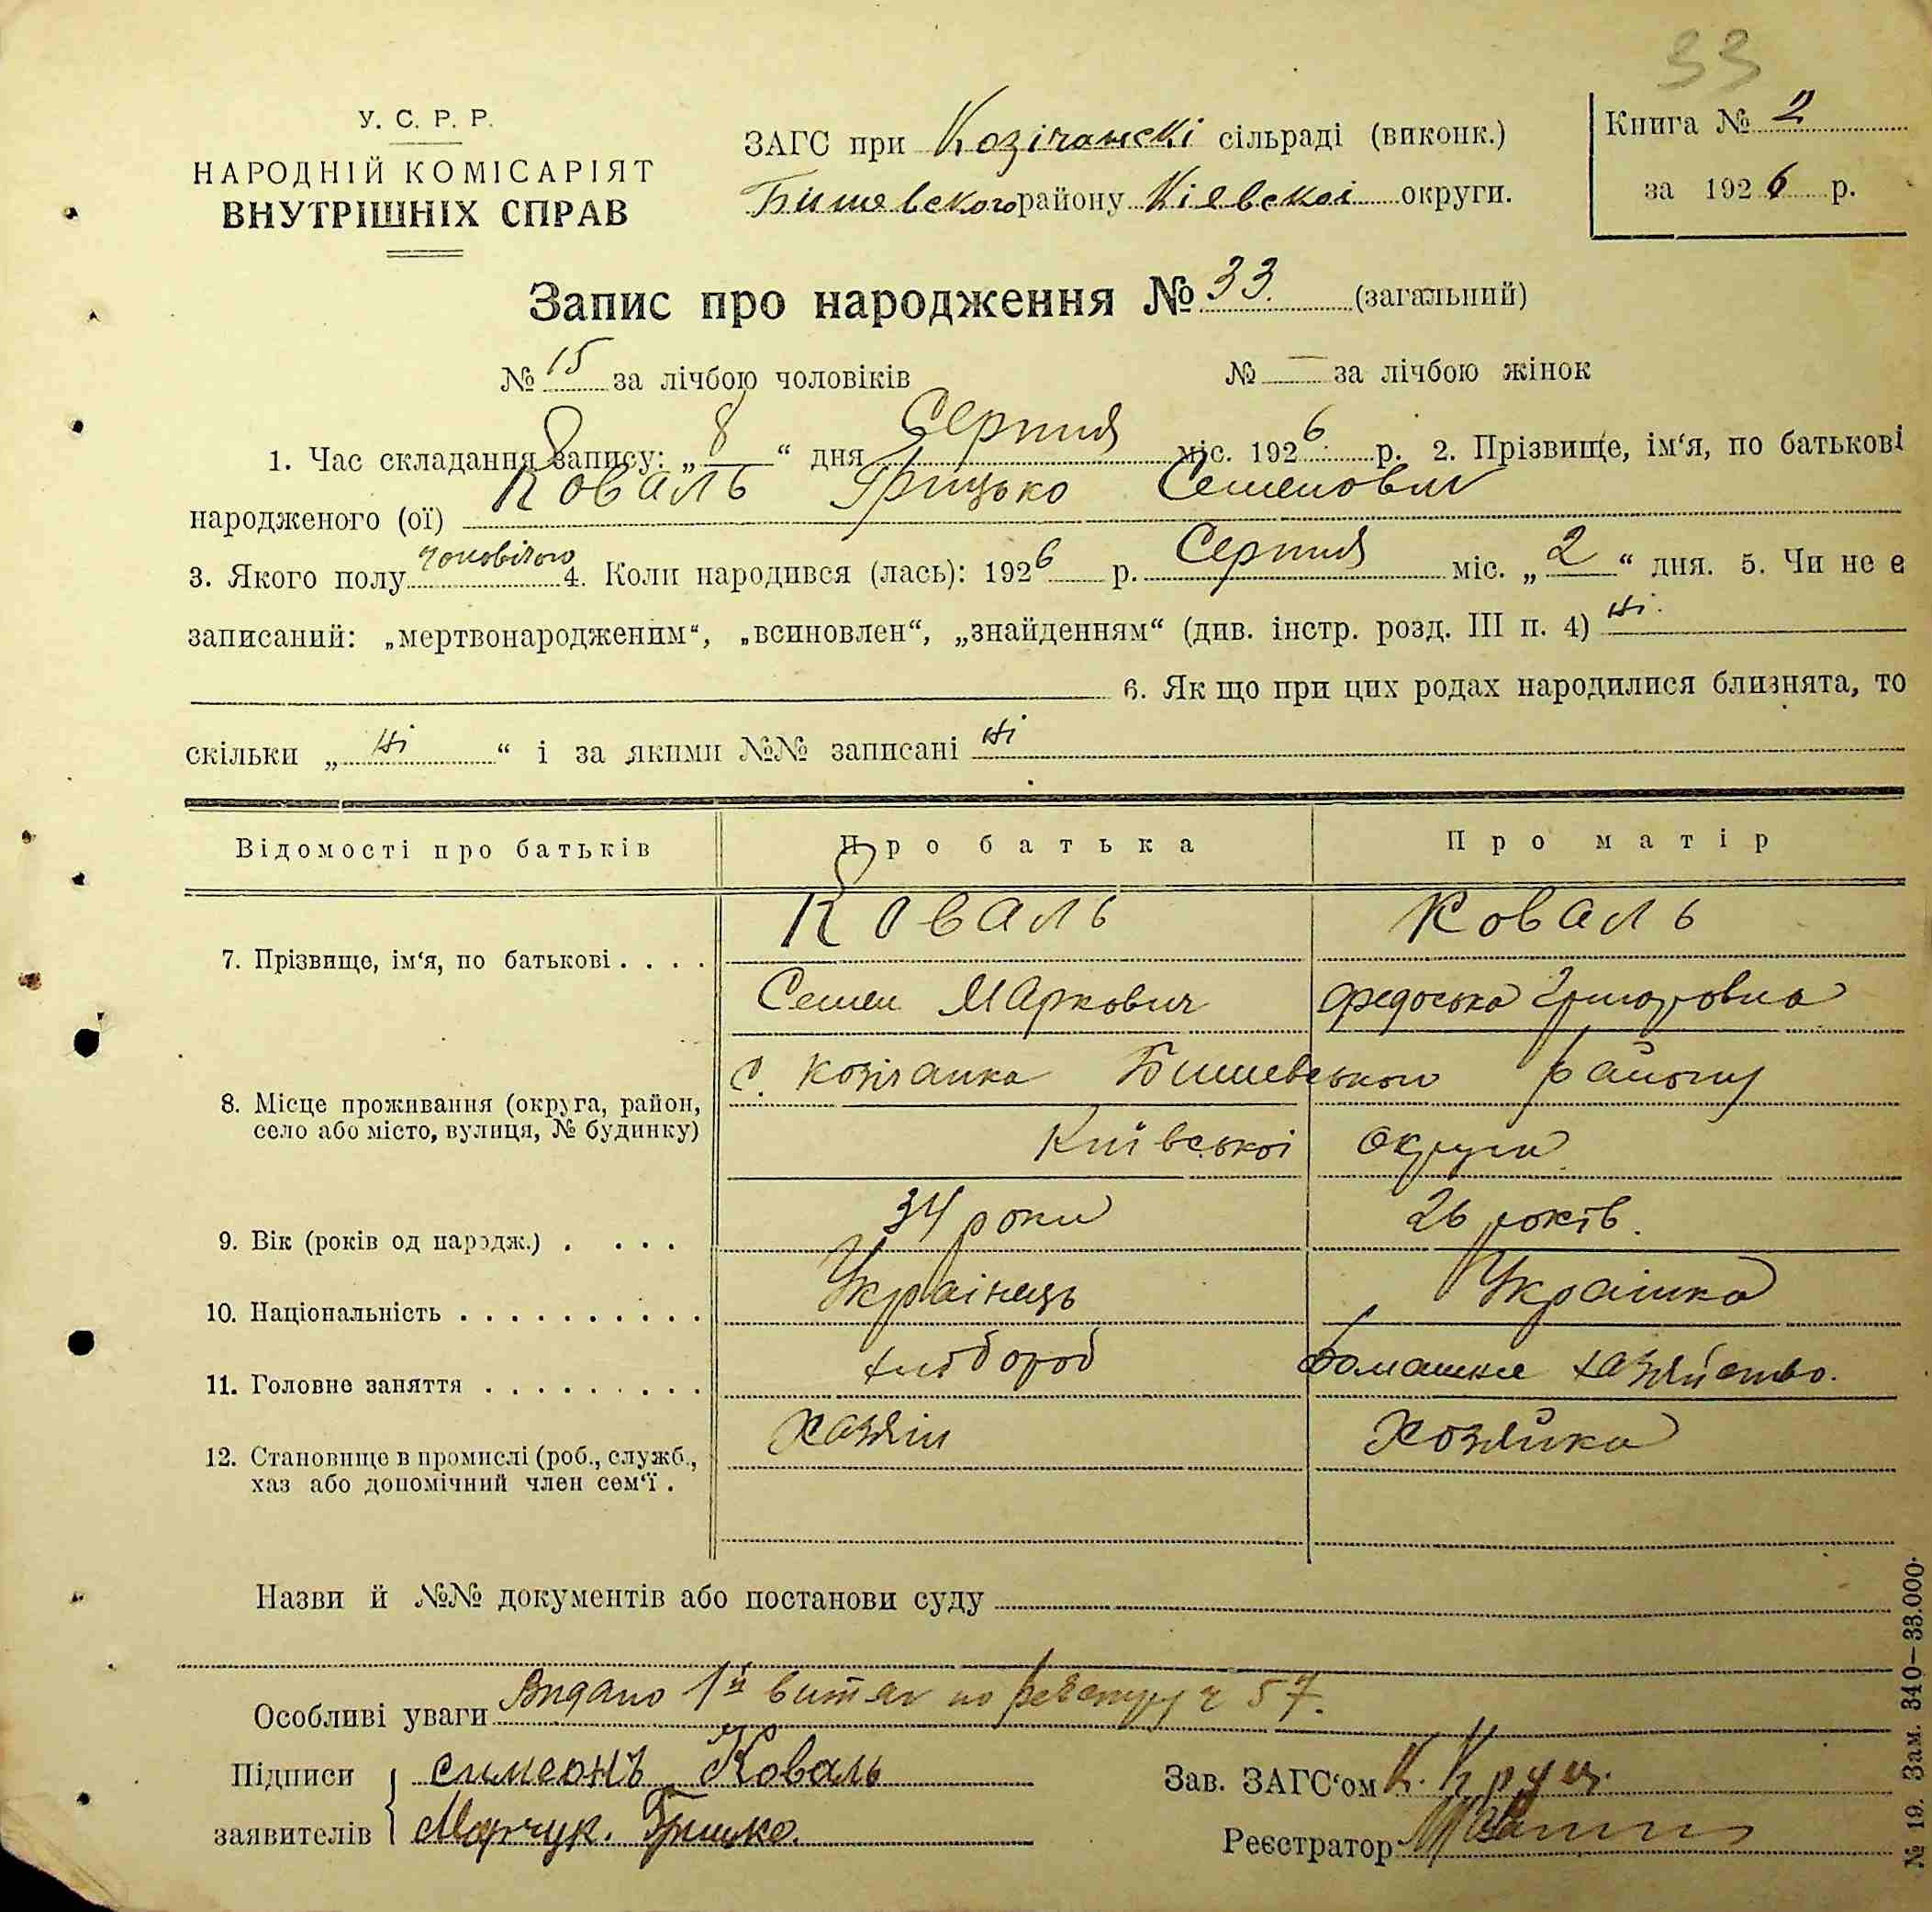 33
У. С. Р. Р.
НАРОДНІЙ КОМІСАРІЯТ
ВНУТРІШНІХ СПРАВ
ЗАГС при Козічанскі сільраді (виконк.)
Бишевского району Кіевскоі округи.
Книга № 2
за 1926 р.
Запис про народження № 33. (загальний)
№ 15 за лічбою чоловіків № — за лічбою жінок
1. Час складання запису: „ 8 “ дня Серпня міс. 1926 р. 2. Прізвище, ім‘я, по батькові
народженого (ої) Коваль Грицько Семенович
3. Якого полу чоловічого 4. Коли народився (лась): 1926 р. Серпня міс. „ 2 “ дня. 5. Чи не є
записаний: „мертвонародженим“, „всиновлен“, „знайденням“ (див. інстр. розд. III п. 4) ні.
6. Як що при цих родах народилися близнята, то
скільки „ ні “ і за якими №№ записані ні
Відомості про батьків Про батька Про матір
Коваль Коваль
7. Прізвище, ім‘я, по батькові . . . .
Семен Маркович Федоська Григоровна
с. Козічанка Бишевського району
8. Місце проживання (округа, район,
село або місто, вулиця, № будинку)
Київськоі округи
9. Вік (років од народж.) . . . . 34 роки 26 років.
10. Національність . . . . . . . . . . Українець Українка
11. Головне заняття . . . . . . . . . хлібороб домашнє хазяйство.
12. Становище в промислі (роб., служб., Хазяїн Хозяйка
хаз або допомічний член сем‘ї .
Назви й №№ документів або постанови суду
Особливі уваги Видано 1й витяг по реєстру ч 57.
Підписи симеонъ Коваль
заявителів Марчук. Гришко.
Зав. ЗАГС‘ом К. Крущ.
Реєстратор
№ 19. Зам. 340—33.000.